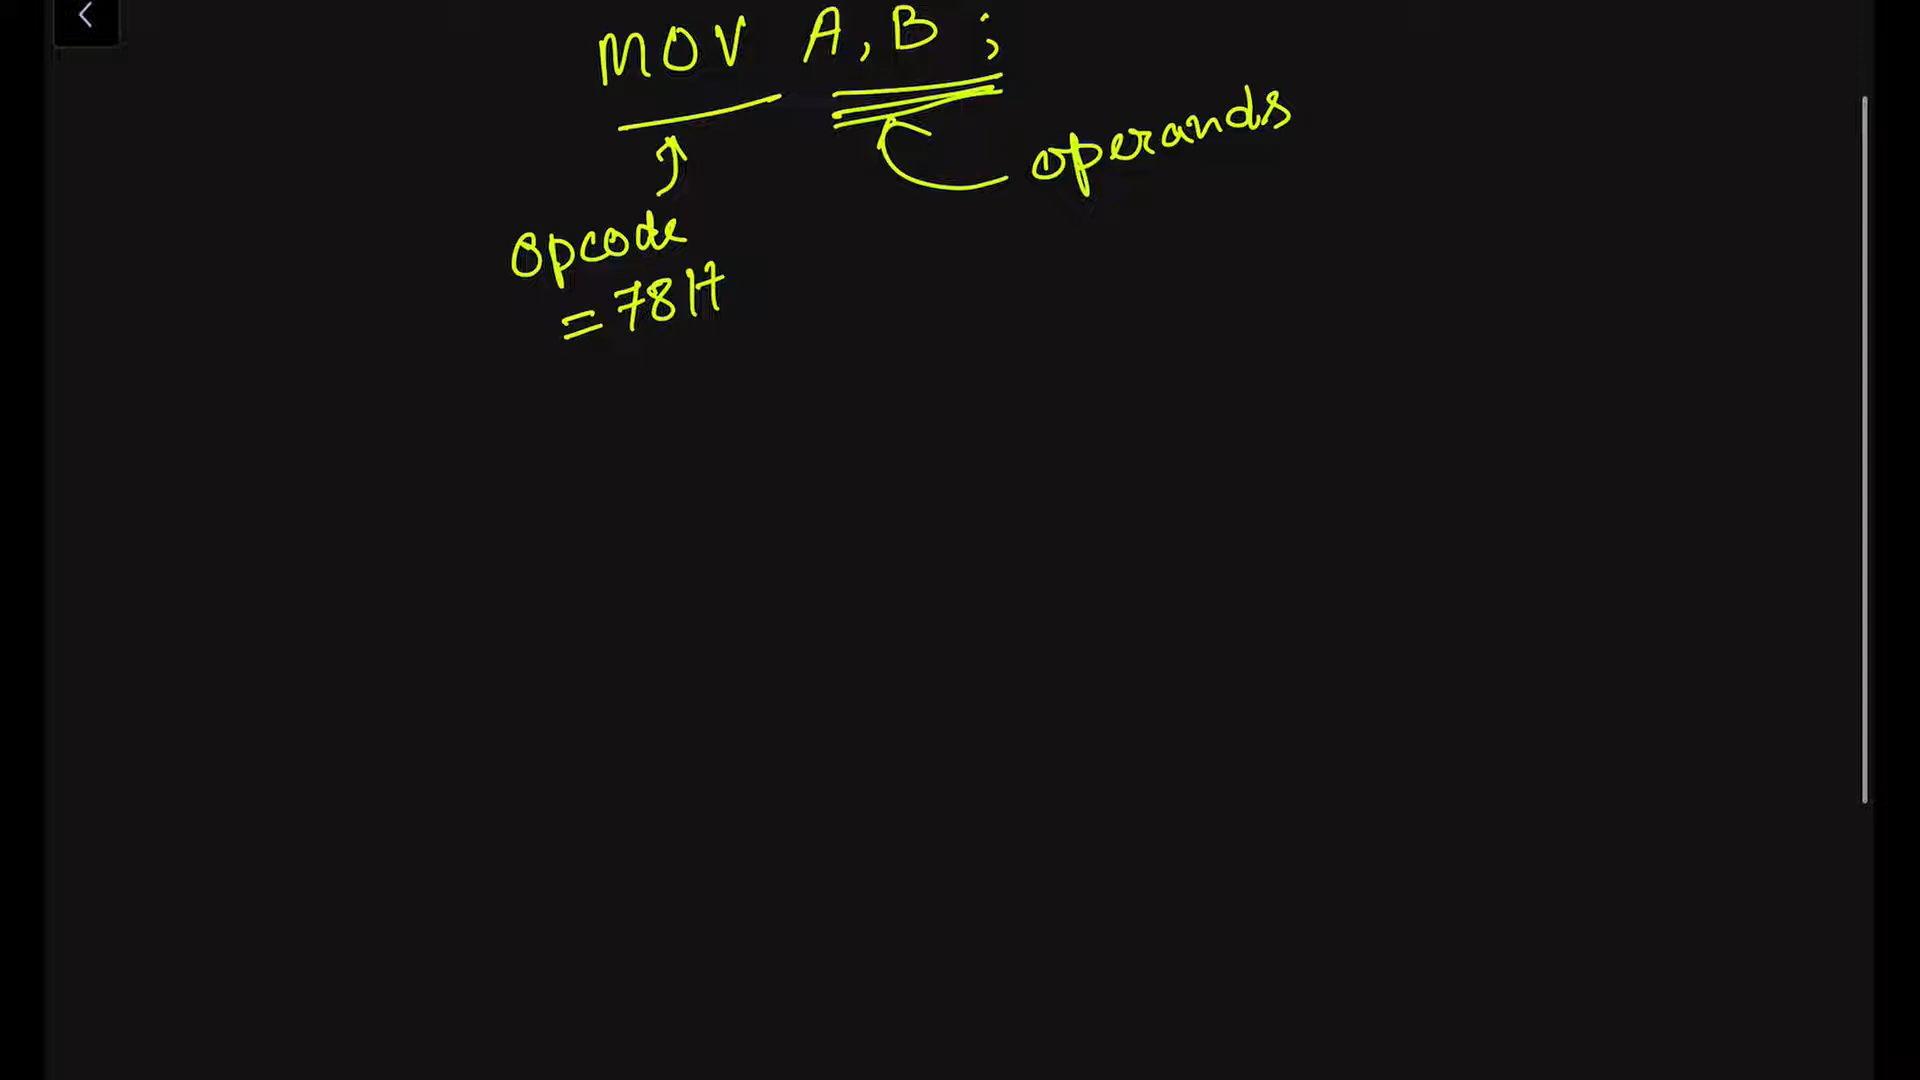 MOV A, B ;
operands
opcode
= 78H